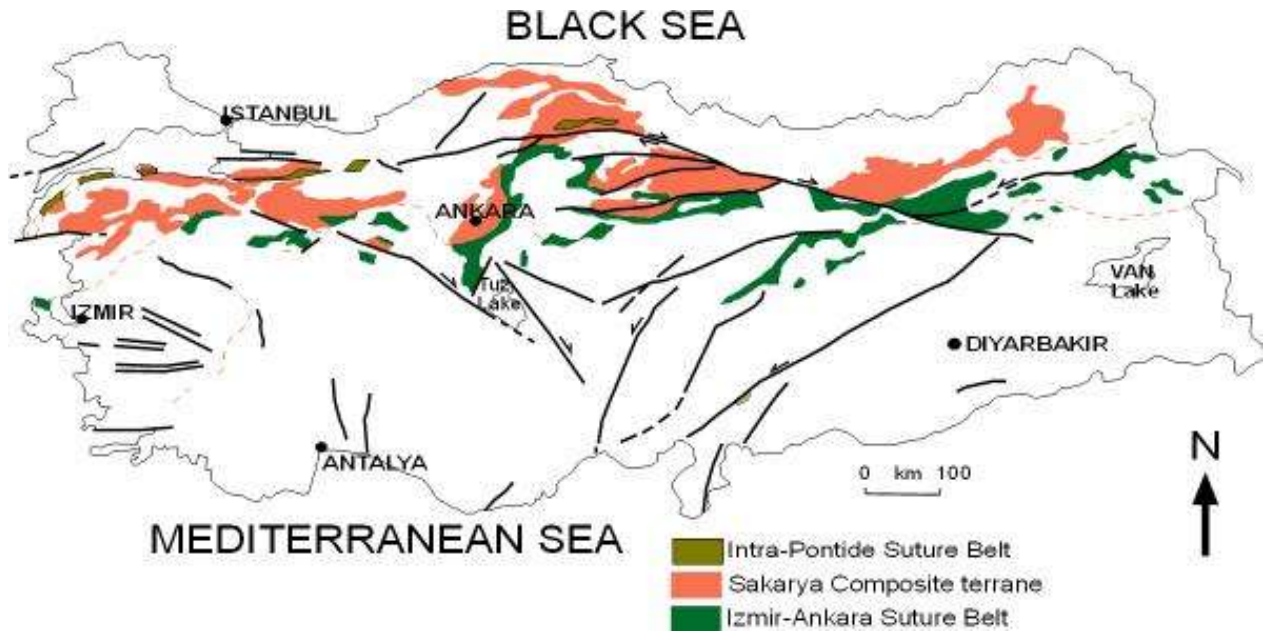 BLACK SEA
ISTANBUL
ANKARA
Tuz
Lake
VAN
Lake
IZMIR
DIYARBAKIR
ANTALYA
N
0 km 100
MEDITERRANEAN SEA
Intra-Pontide Suture Belt
Sakarya Composite terrane
Izmir-Ankara Suture Belt